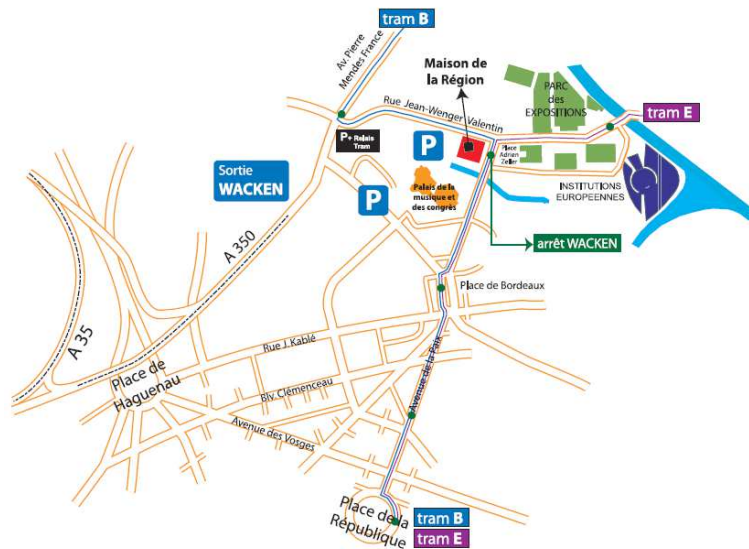 tram B
Av. Pierre
Mendes France
Maison de
la Région
PARC
des
EXPOSITIONS
tram E
Rue Jean-Wenger Valentin
P+ Relais
Tram
P
Place
Adrien
Zeller
Sortie
WACKEN
P
Palais de la
musique et
des congrés
INSTITUTIONS
EUROPEENNES
arrêt WACKEN
A 350
A 35
Place de Bordeaux
Rue J. Kablé
Place de
Haguenau
Blv. Clémenceau
Avenue de la Paix
Avenue des Vosges
Place de la
République
tram B
tram E